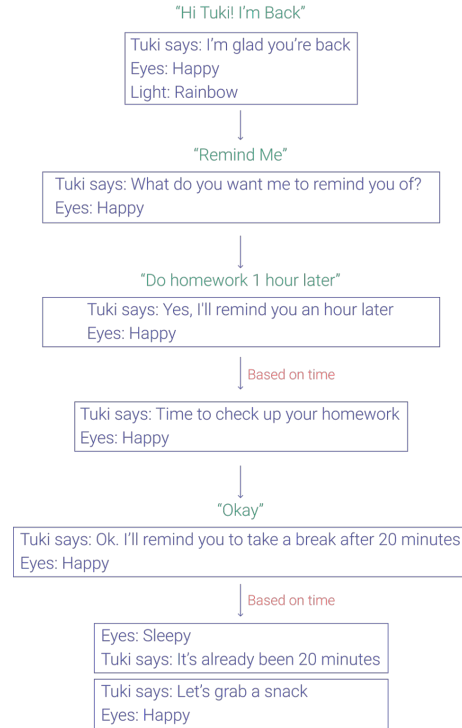 “Hi Tuki! I’m Back”
Tuki says: I’m glad you’re back
Eyes: Happy
Light: Rainbow
“Remind Me”
Tuki says: What do you want me to remind you of?
Eyes: Happy
“Do homework 1 hour later”
Tuki says: Yes, I'll remind you an hour later
Eyes: Happy
Based on time
Tuki says: Time to check up your homework
Eyes: Happy
“Okay”
Tuki says: Ok. I’ll remind you to take a break after 20 minutes
Eyes: Happy
Based on time
Eyes: Sleepy
Tuki says: It’s already been 20 minutes
Tuki says: Let’s grab a snack
Eyes: Happy